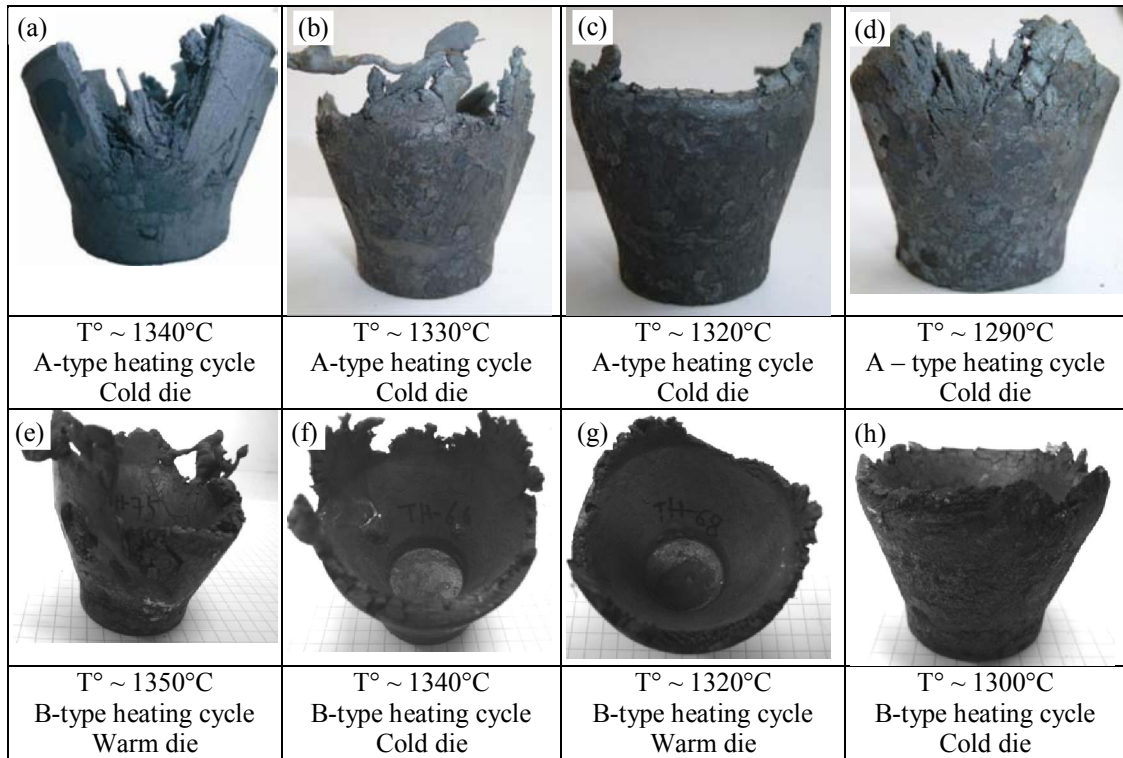 (a)
(b)
(c)
(d)
T° ~ 1340°C
A-type heating cycle
Cold die
T° ~ 1330°C
A-type heating cycle
Cold die
T° ~ 1320°C
A-type heating cycle
Cold die
T° ~ 1290°C
A – type heating cycle
Cold die
(e)
(f)
TH-66
(g)
TH-68
(h)
T° ~ 1350°C
B-type heating cycle
Warm die
T° ~ 1340°C
B-type heating cycle
Cold die
T° ~ 1320°C
B-type heating cycle
Warm die
T° ~ 1300°C
B-type heating cycle
Cold die